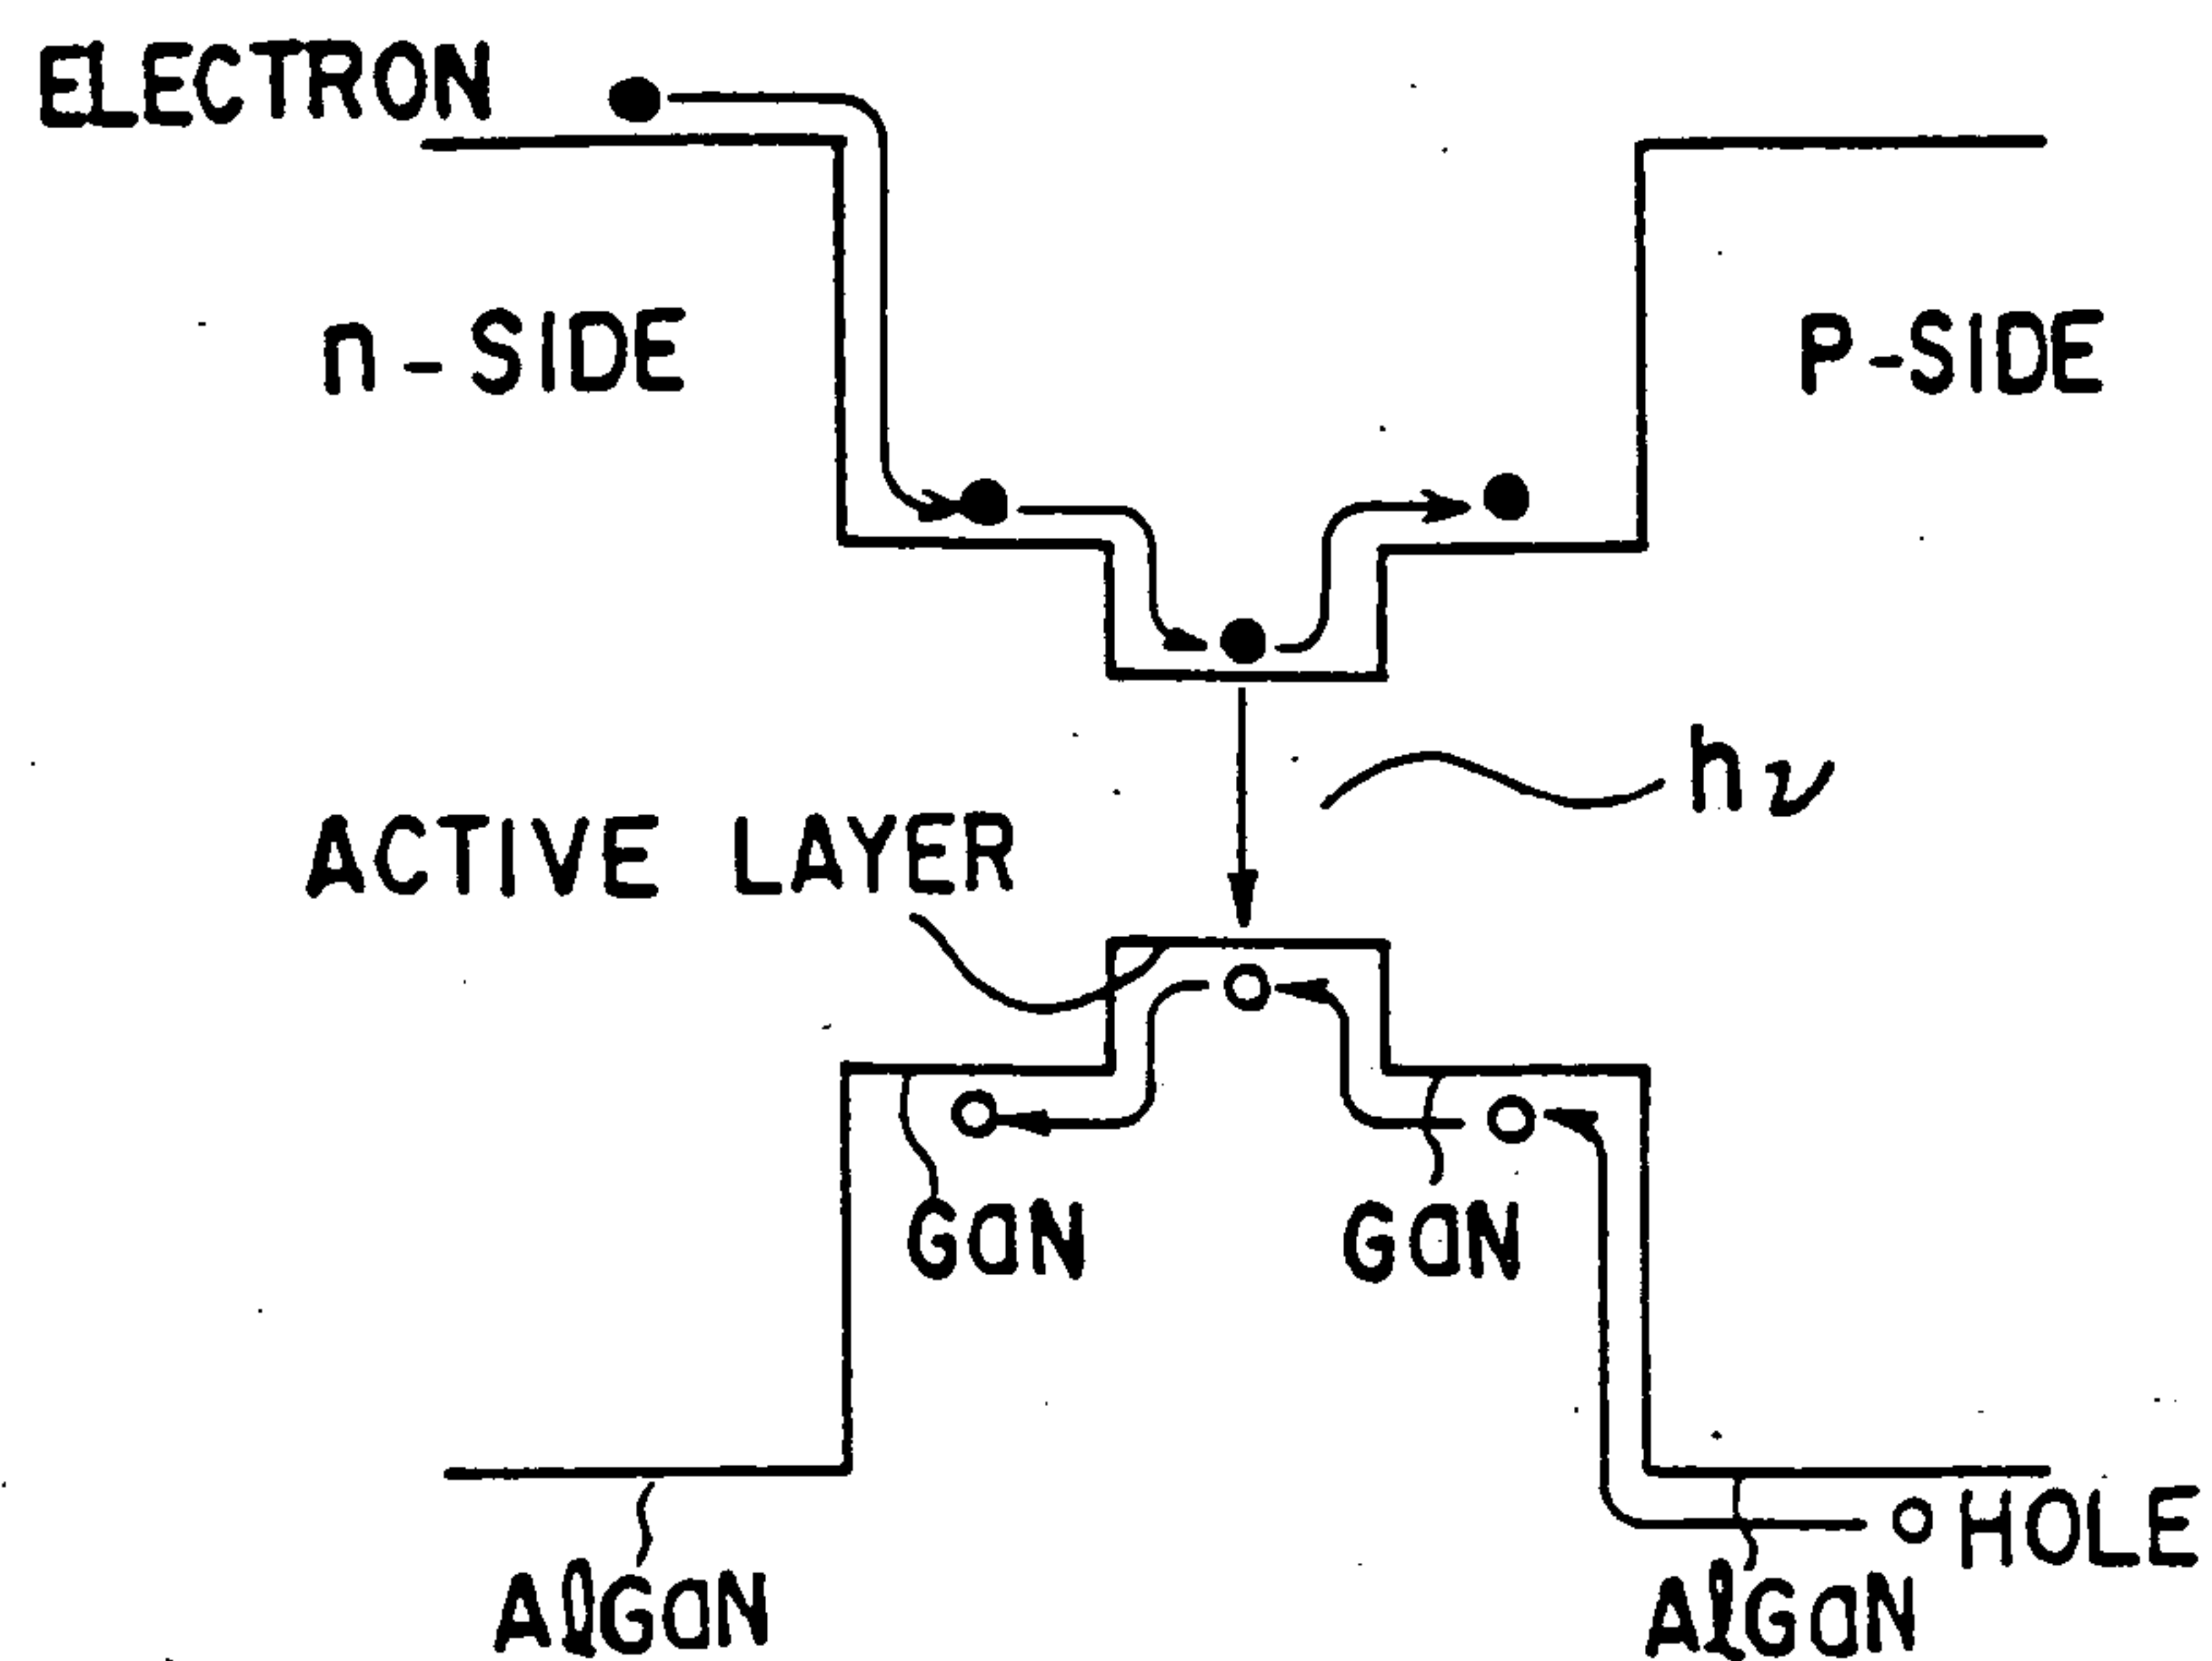 ELECTRON
n-SIDE
P-SIDE
hν
ACTIVE LAYER
GaN
GaN
HOLE
AlGaN
AlGaN